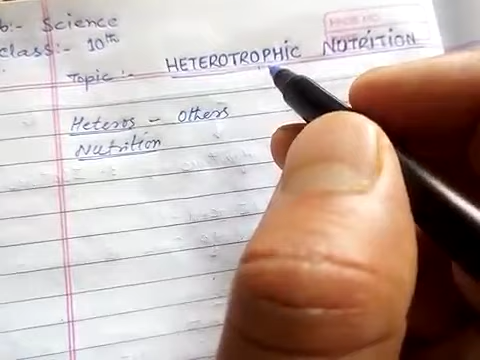 b:- Science
class:- 10th
Topic:- HETEROTROPHIC NUTRITION
Heteros - Others
Nutrition